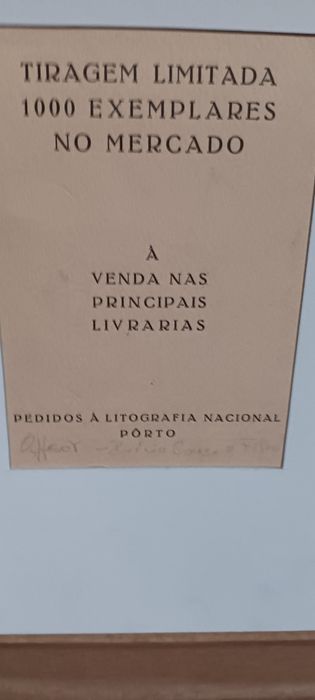 TIRAGEM LIMITADA
1000 EXEMPLARES
NO MERCADO
À
VENDA NAS
PRINCIPAIS
LIVRARIAS
PEDIDOS À LITOGRAFIA NACIONAL
PÔRTO